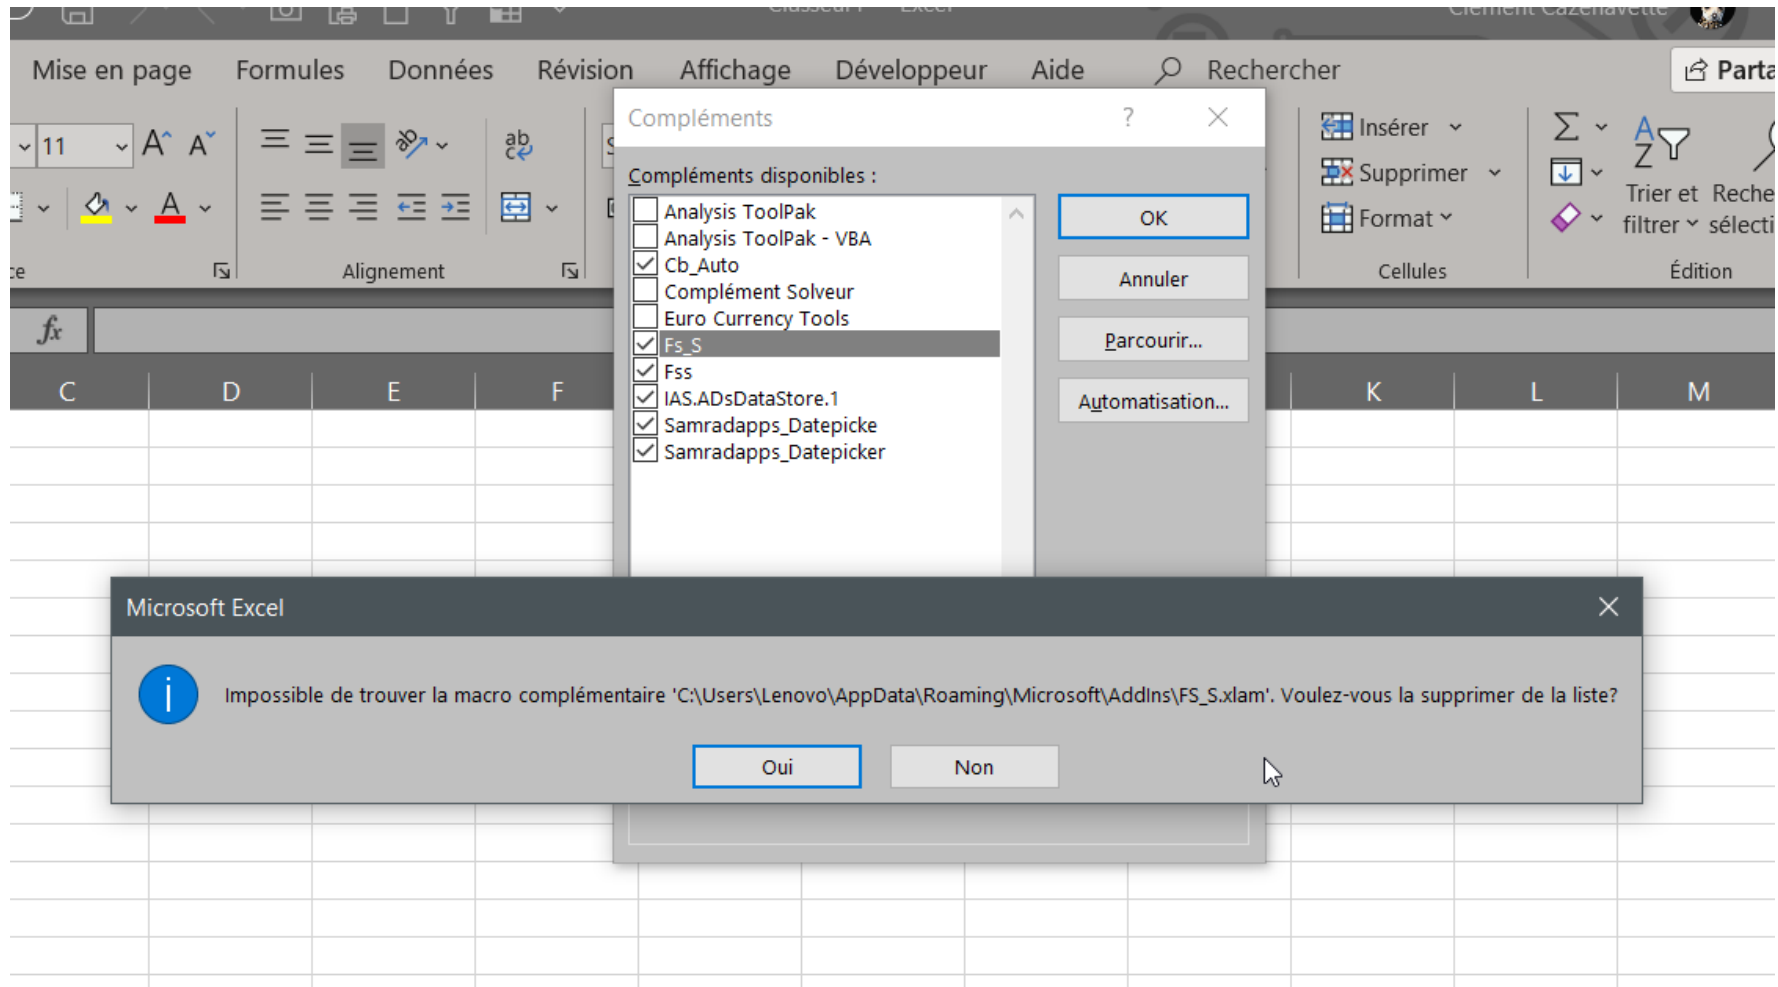 Mise en page Formules Données Révision Affichage Développeur Aide Rechercher
11
Insérer
Supprimer
Format
Trier et
filtrer
Alignement
Cellules
Édition
fx
C D E F K L M
Compléments
Compléments disponibles :
Analysis ToolPak
Analysis ToolPak - VBA
Cb_Auto
Complément Solveur
Euro Currency Tools
Fs_S
Fss
IAS.ADsDataStore.1
Samradapps_Datepicke
Samradapps_Datepicker
OK
Annuler
Parcourir...
Automatisation...
Microsoft Excel
Impossible de trouver la macro complémentaire 'C:\Users\Lenovo\AppData\Roaming\Microsoft\AddIns\FS_S.xlam'. Voulez-vous la supprimer de la liste?
Oui Non